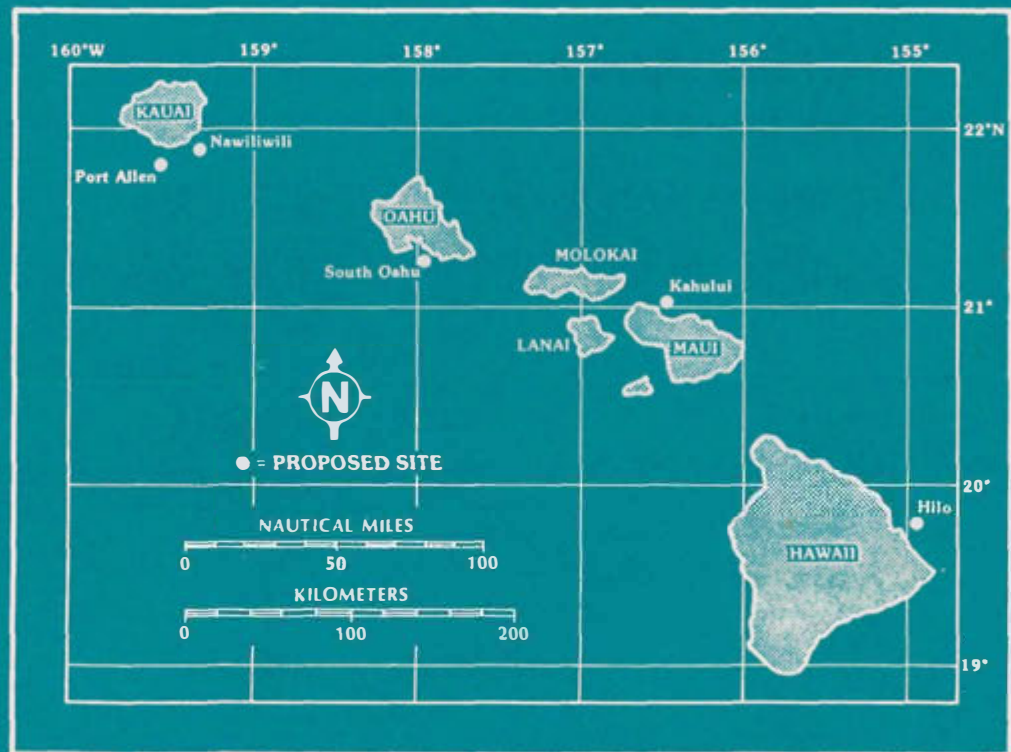 160°W 159° 158° 157° 156° 155°
KAUAI
22°N
Nawiliwili
Port Allen
OAHU
MOLOKAI
South Oahu
Kahului
21°
LANAI
MAUI
N
= PROPOSED SITE
20°
Hilo
NAUTICAL MILES
HAWAII
0 50 100
KILOMETERS
0 100 200
19°